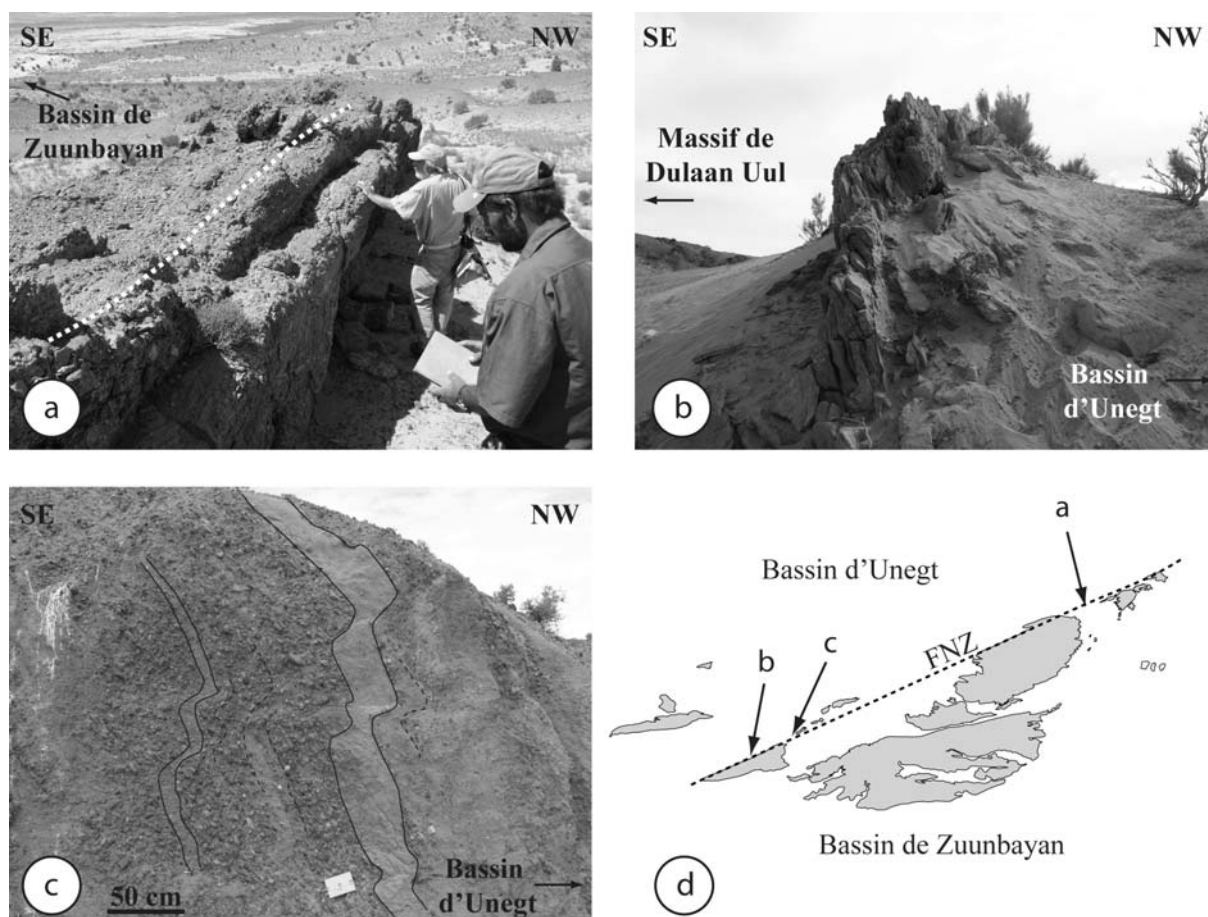 SE
NW
Bassin de
Zuunbayan
a
SE
NW
Massif de
Dulaan Uul
Bassin
d'Unegt
b
SE
NW
Bassin
d'Unegt
50 cm
c
a
Bassin d'Unegt
FNZ
b
c
Bassin de Zuunbayan
d